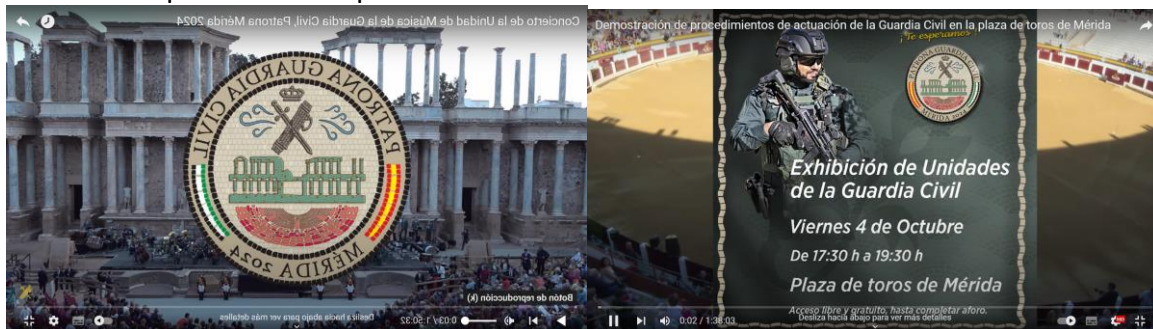 Concierto de la Unidad de Música de la Guardia Civil, Patrona Mérida 2024
PATRONA GUARDIA CIVIL
MÉRIDA 2024
Botón de reproducción (k)
0:03 / 1:50:32
Desliza hacia abajo para ver más detalles
Demostración de procedimientos de actuación de la Guardia Civil en la plaza de toros de Mérida
¡Te esperamos!
PATRONA GUARDIA CIVIL
MÉRIDA 2024
Exhibición de Unidades
de la Guardia Civil
Viernes 4 de Octubre
De 17:30 h a 19:30 h
Plaza de toros de Mérida
Acceso libre y gratuito, hasta completar aforo.
Desliza hacia abajo para ver más detalles
0:02 / 1:38:03